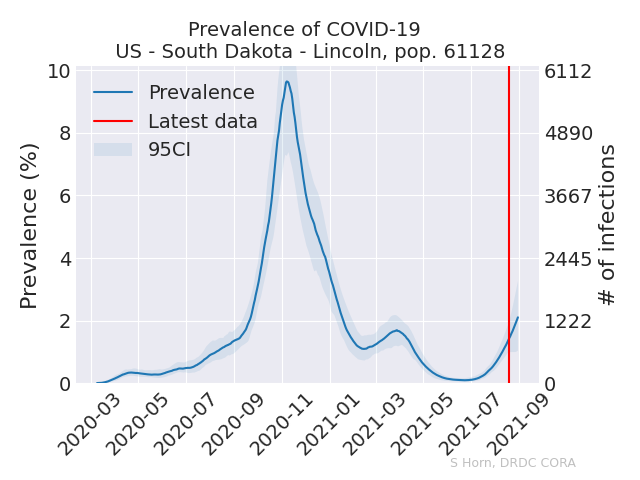 Prevalence of COVID-19
US - South Dakota - Lincoln, pop. 61128
Prevalence (%)
10
8
6
4
2
0
Prevalence
Latest data
95CI
6112
4890
3667
2445
1222
0
# of infections
2020-03
2020-05
2020-07
2020-09
2020-11
2021-01
2021-03
2021-05
2021-07
2021-09
S Horn, DRDC CORA